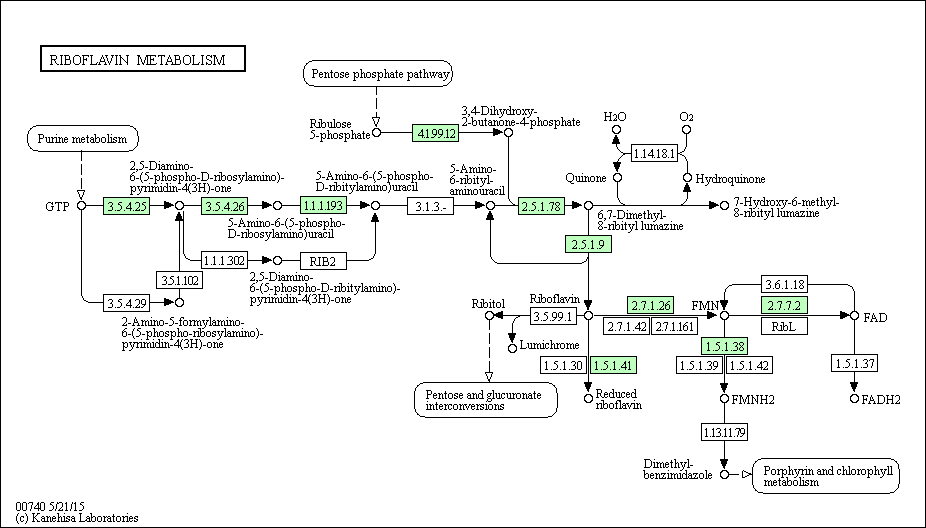 RIBOFLAVIN METABOLISM
Pentose phosphate pathway
Ribulose
5-phosphate
4.1.99.12
3,4-Dihydroxy-
2-butanone-4-phosphate
H2O
O2
1.14.18.1
Quinone
Hydroquinone
Purine metabolism
2,5-Diamino-
6-(5-phospho-D-ribosylamino)-
pyrimidin-4(3H)-one
5-Amino-6-(5-phospho-
D-ribitylamino)uracil
5-Amino-
6-ribityl-
aminouracil
GTP
3.5.4.25
3.5.4.26
1.1.1.193
3.1.3.-
2.5.1.78
7-Hydroxy-6-methyl-
8-ribityl lumazine
5-Amino-6-(5-phospho-
D-ribosylamino)uracil
6,7-Dimethyl-
8-ribityl lumazine
2.5.1.9
1.1.1.302
RIB2
3.5.1.102
2,5-Diamino-
6-(5-phospho-D-ribitylamino)-
pyrimidin-4(3H)-one
3.5.4.29
2-Amino-5-formylamino-
6-(5-phospho-ribosylamino)-
pyrimidin-4(3H)-one
3.6.1.18
Ribitol
Riboflavin
2.7.1.26
FMN
2.7.7.2
3.5.99.1
2.7.1.42
2.7.1.161
RibL
FAD
Lumichrome
1.5.1.38
1.5.1.30
1.5.1.41
1.5.1.39
1.5.1.42
1.5.1.37
Pentose and glucuronate
interconversions
Reduced
riboflavin
FMNH2
FADH2
1.13.11.79
Dimethyl-
benzimidazole
Porphyrin and chlorophyll
metabolism
00740 5/21/15
(c) Kanehisa Laboratories